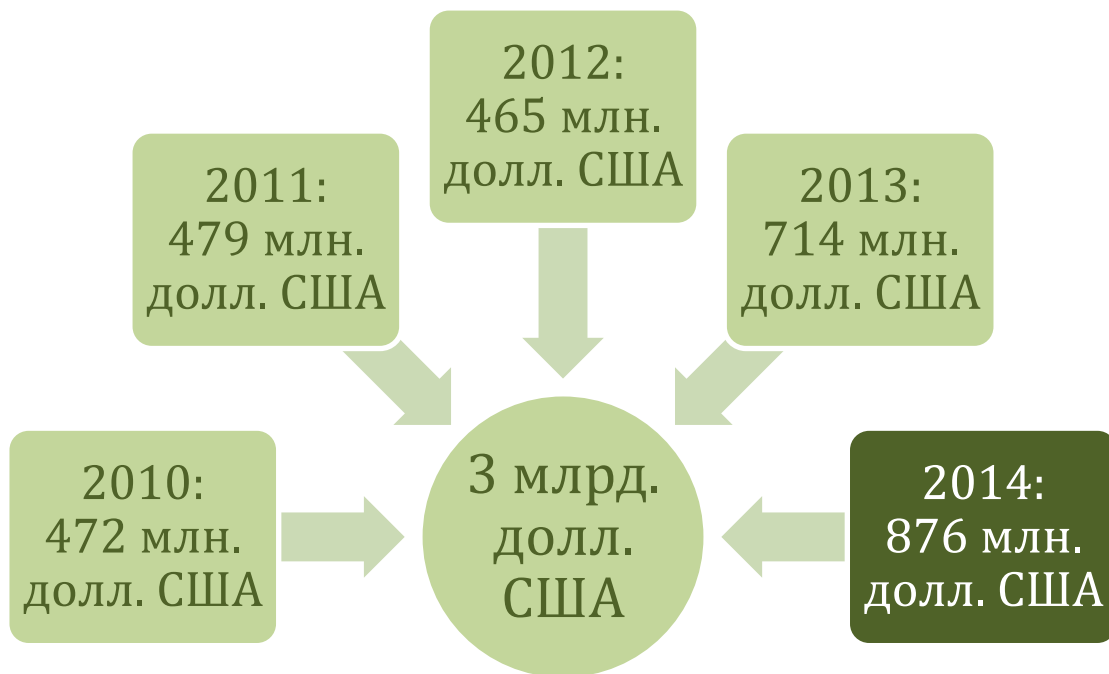 2012:
465 млн.
долл. США
2011:
479 млн.
долл. США
2013:
714 млн.
долл. США
2010:
472 млн.
долл. США
3 млрд.
долл.
США
2014:
876 млн.
долл. США